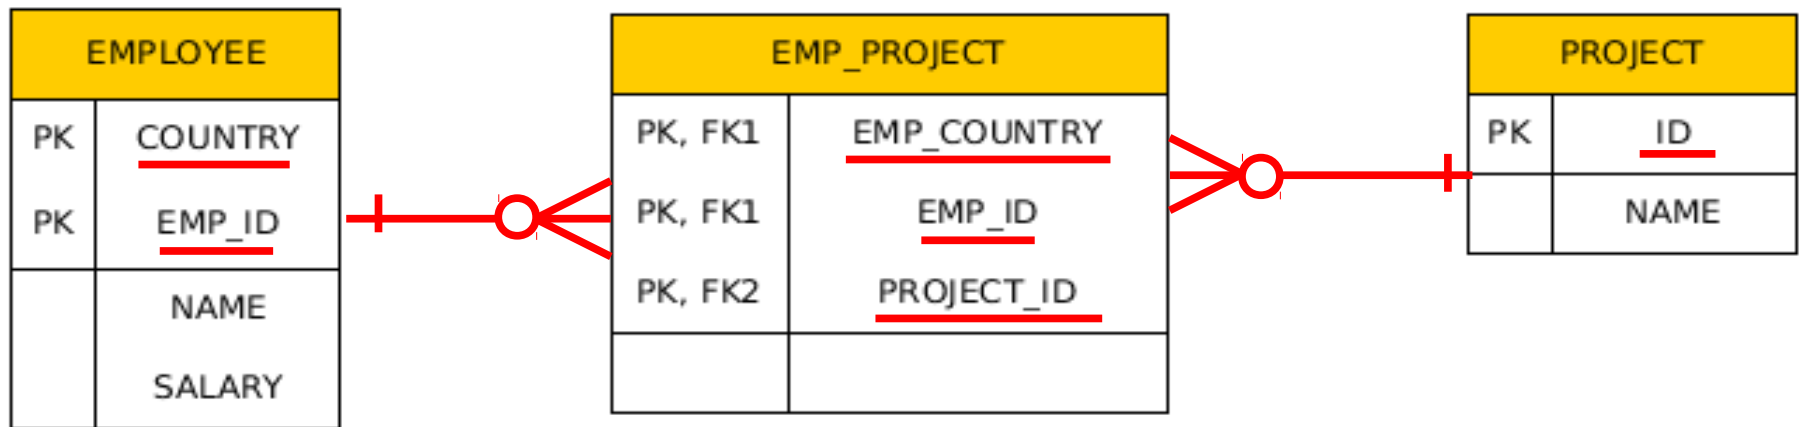 EMPLOYEE
PK COUNTRY
PK EMP_ID
NAME
SALARY
EMP_PROJECT
PK, FK1 EMP_COUNTRY
PK, FK1 EMP_ID
PK, FK2 PROJECT_ID
PROJECT
PK ID
NAME